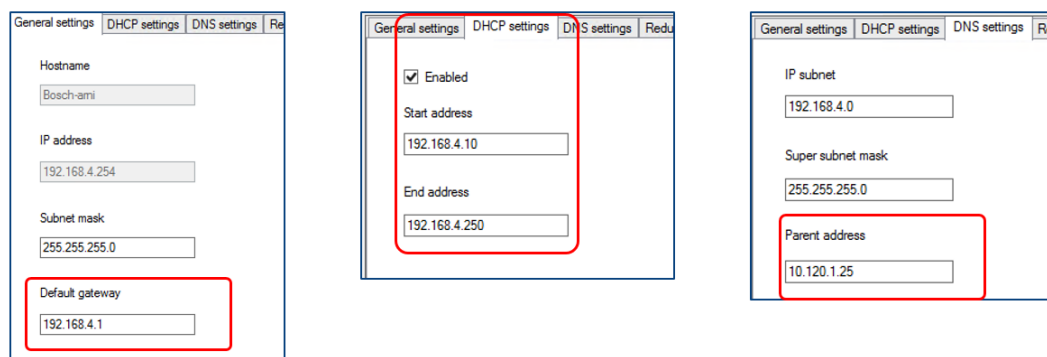 General settings DHCP settings DNS settings Re
Hostname
Bosch-ami
IP address
192.168.4.254
Subnet mask
255.255.255.0
Default gateway
192.168.4.1
General settings DHCP settings DNS settings Redu
Enabled
Start address
192.168.4.10
End address
192.168.4.250
General settings DHCP settings DNS settings R
IP subnet
192.168.4.0
Super subnet mask
255.255.255.0
Parent address
10.120.1.25